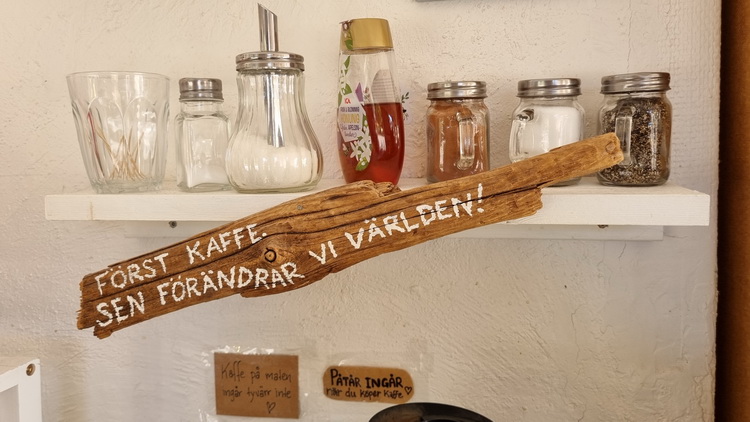 FÖRST KAFFE.
SEN FÖRÄNDRAR VI VÄRLDEN!
Kaffe på maten
ingår tyvärr inte
PÅTÅR INGÅR
när du köper kaffe